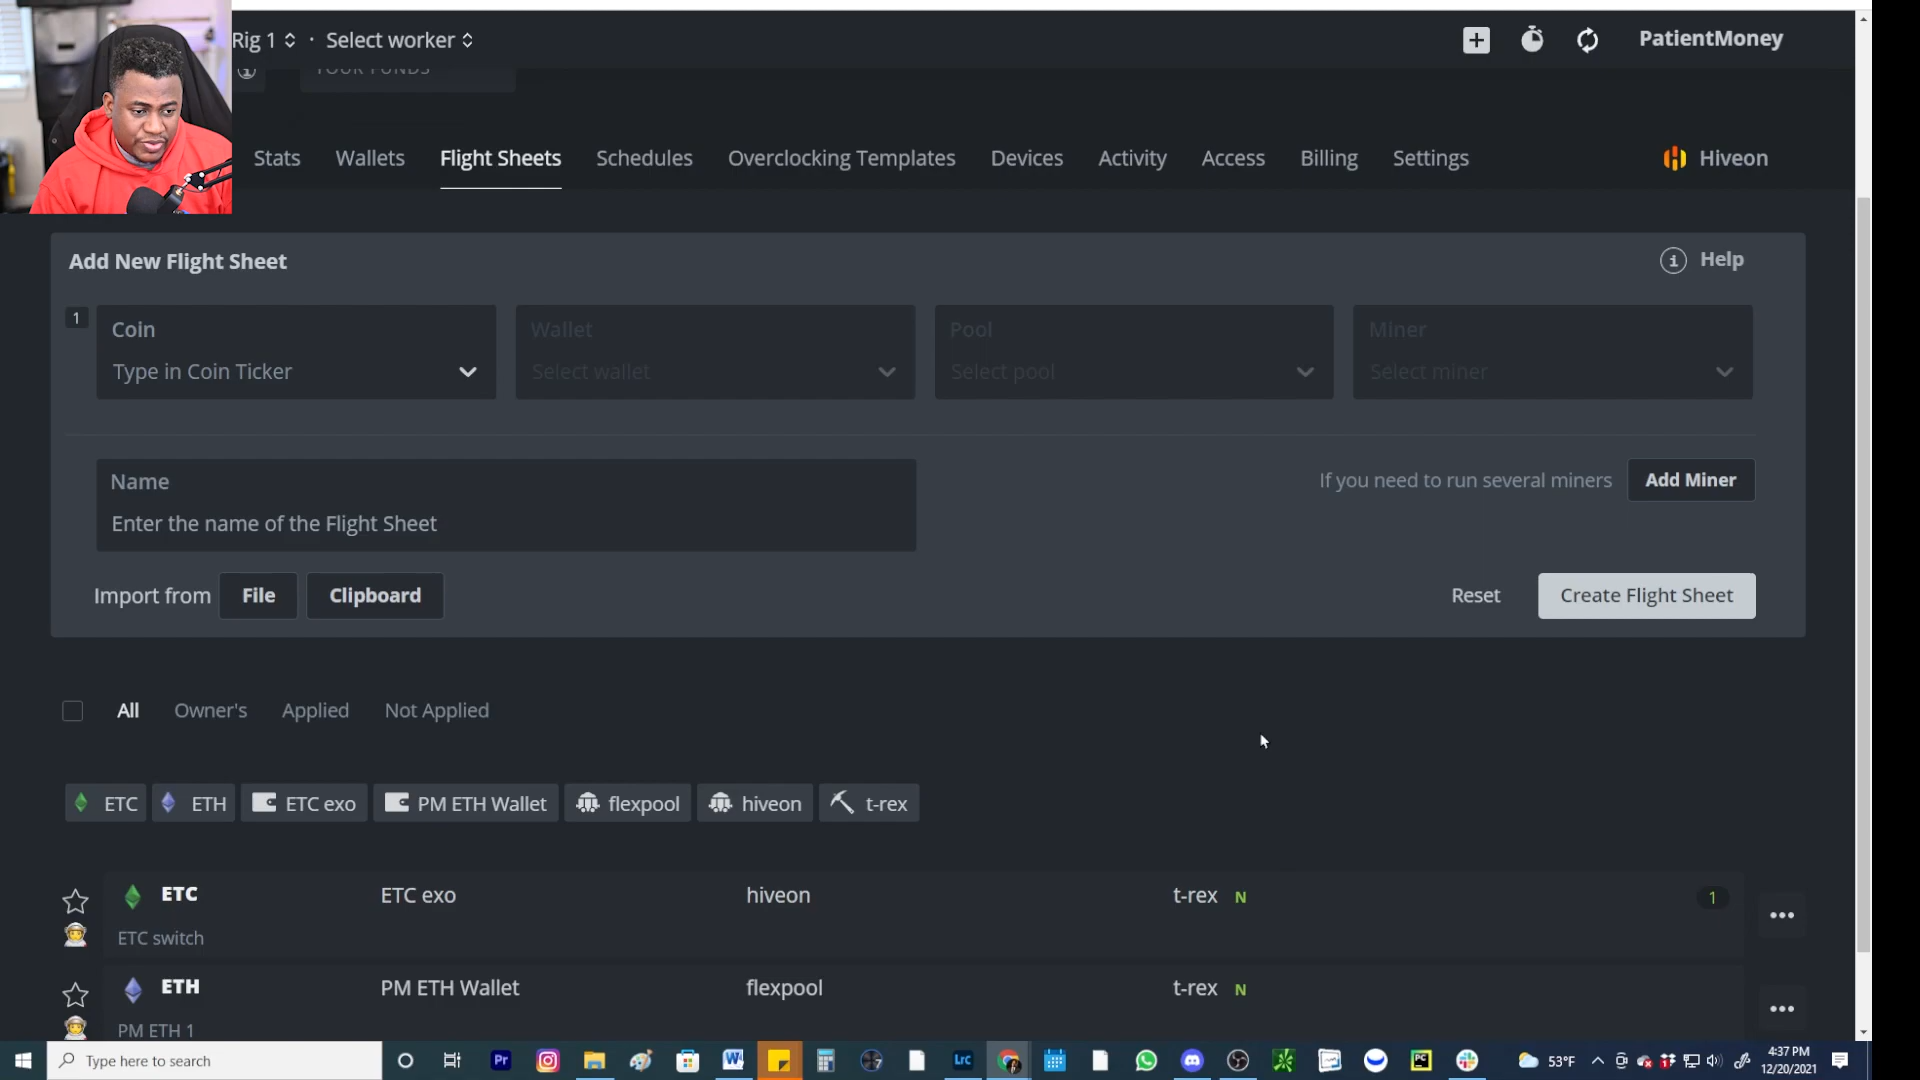 Rig 1 · Select worker
PatientMoney
YOUR FUNDS
Stats Wallets Flight Sheets Schedules Overclocking Templates Devices Activity Access Billing Settings Hiveon
Add New Flight Sheet
Help
1
Coin
Type in Coin Ticker
Wallet
Select wallet
Pool
Select pool
Miner
Select miner
Name
Enter the name of the Flight Sheet
If you need to run several miners Add Miner
Import from File Clipboard
Reset Create Flight Sheet
All Owner's Applied Not Applied
ETC ETH ETC exo PM ETH Wallet flexpool hiveon t-rex
ETC ETC exo hiveon t-rex N 1
ETC switch
ETH PM ETH Wallet flexpool t-rex N
PM ETH 1
Type here to search
Pr
W
Lrc
PC
53°F
4:37 PM
12/20/2021